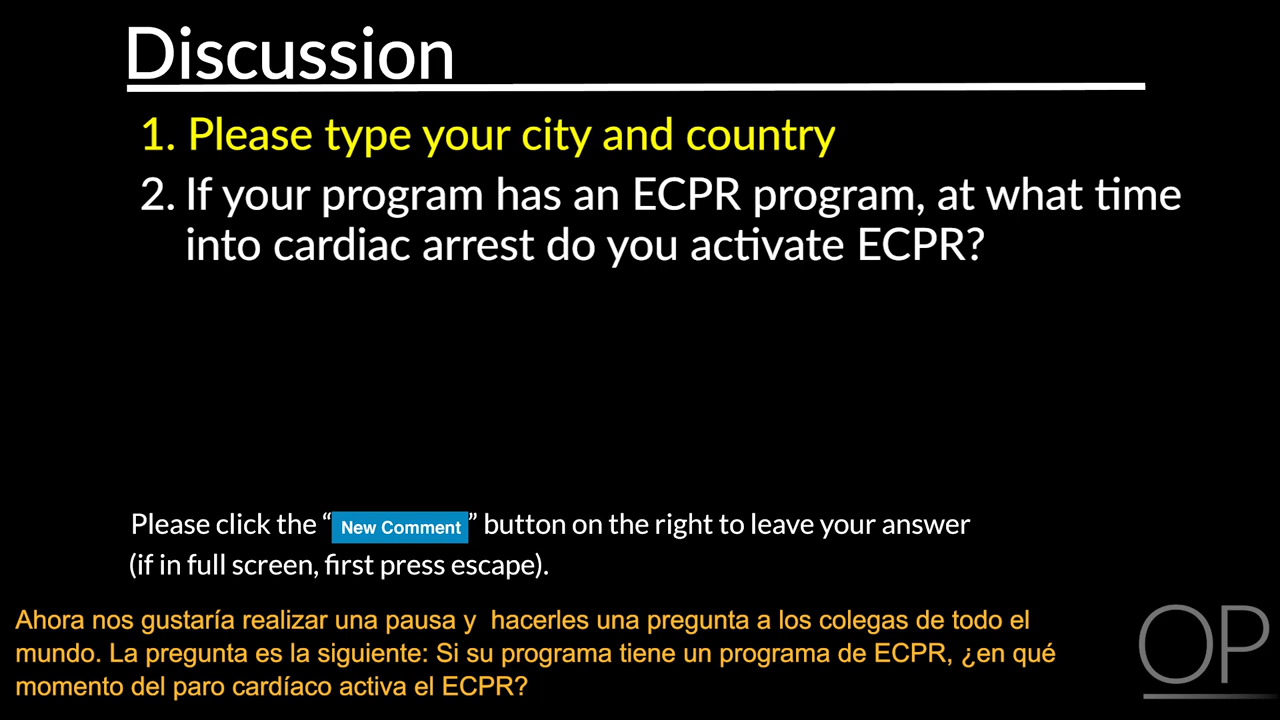 Discussion
1. Please type your city and country
2. If your program has an ECPR program, at what time
into cardiac arrest do you activate ECPR?
Please click the “New Comment” button on the right to leave your answer
(if in full screen, first press escape).
Ahora nos gustaría realizar una pausa y hacerles una pregunta a los colegas de todo el
mundo. La pregunta es la siguiente: Si su programa tiene un programa de ECPR, ¿en qué
momento del paro cardíaco activa el ECPR?
OP